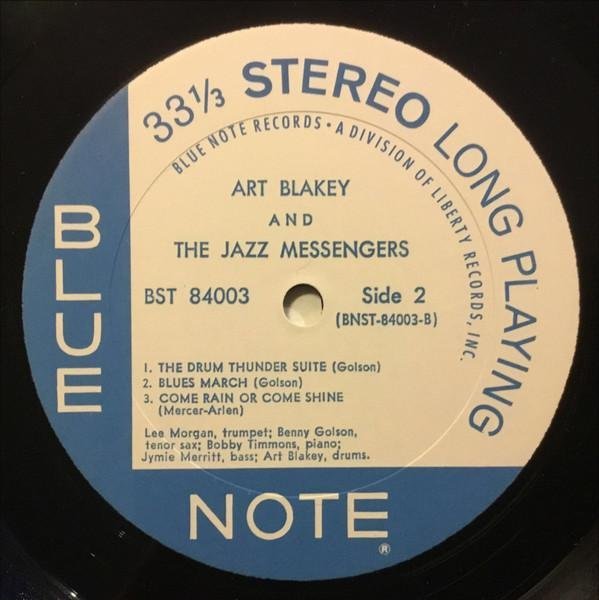 33⅓ STEREO LONG PLAYING
BLUE NOTE RECORDS • A DIVISION OF LIBERTY RECORDS, INC.
ART BLAKEY
AND
THE JAZZ MESSENGERS
BST 84003
Side 2
(BNST-84003-B)
1. THE DRUM THUNDER SUITE (Golson)
2. BLUES MARCH (Golson)
3. COME RAIN OR COME SHINE
(Mercer-Arlen)
Lee Morgan, trumpet; Benny Golson,
tenor sax; Bobby Timmons, piano;
Jymie Merritt, bass; Art Blakey, drums.
BLUE
NOTE®